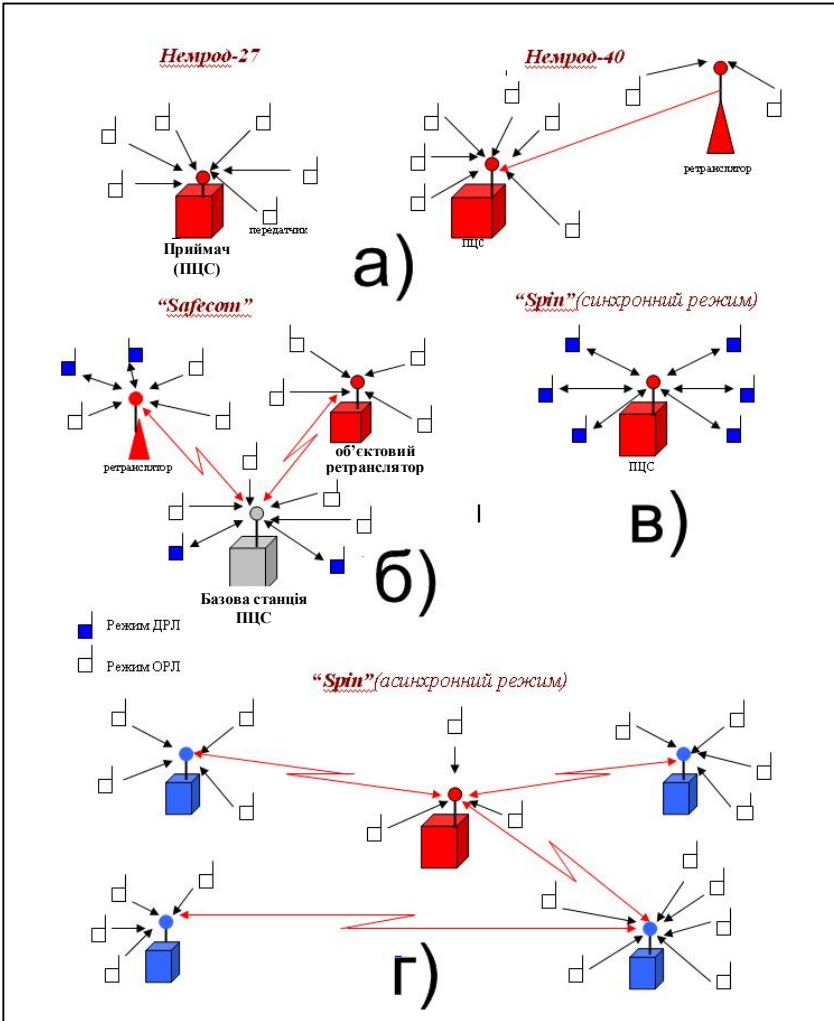 Немрод-27
Немрод-40
передатчик
Приймач
(ПЦС)
ПЦС
ретранслятор
а)
“Safecom”
“Spin”(синхронний режим)
ретранслятор
об’єктовий
ретранслятор
ПЦС
Базова станція
ПЦС
б)
в)
Режим ДРЛ
Режим ОРЛ
“Spin”(асинхронний режим)
г)